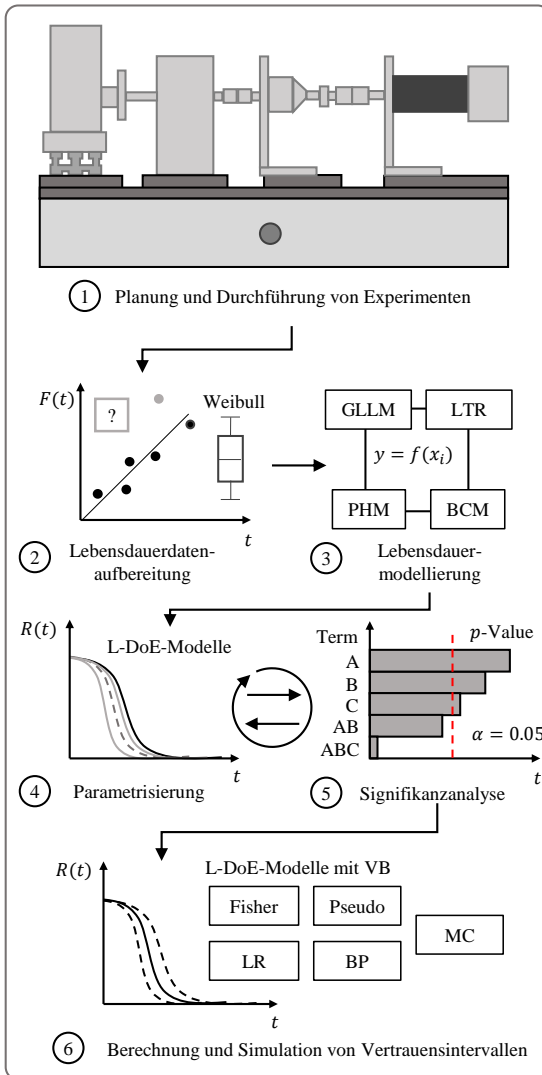 1 Planung und Durchführung von Experimenten
F(t)
?
Weibull
t
GLLM LTR
y = f(x_i)
PHM BCM
2 Lebensdauerdaten-
aufbereitung
3 Lebensdauer-
modellierung
R(t)
L-DoE-Modelle
t
4 Parametrisierung
Term p-Value
A
B
C
AB
ABC
α = 0.05
t
5 Signifikanzanalyse
R(t)
L-DoE-Modelle mit VB
Fisher Pseudo
MC
LR BP
t
6 Berechnung und Simulation von Vertrauensintervallen